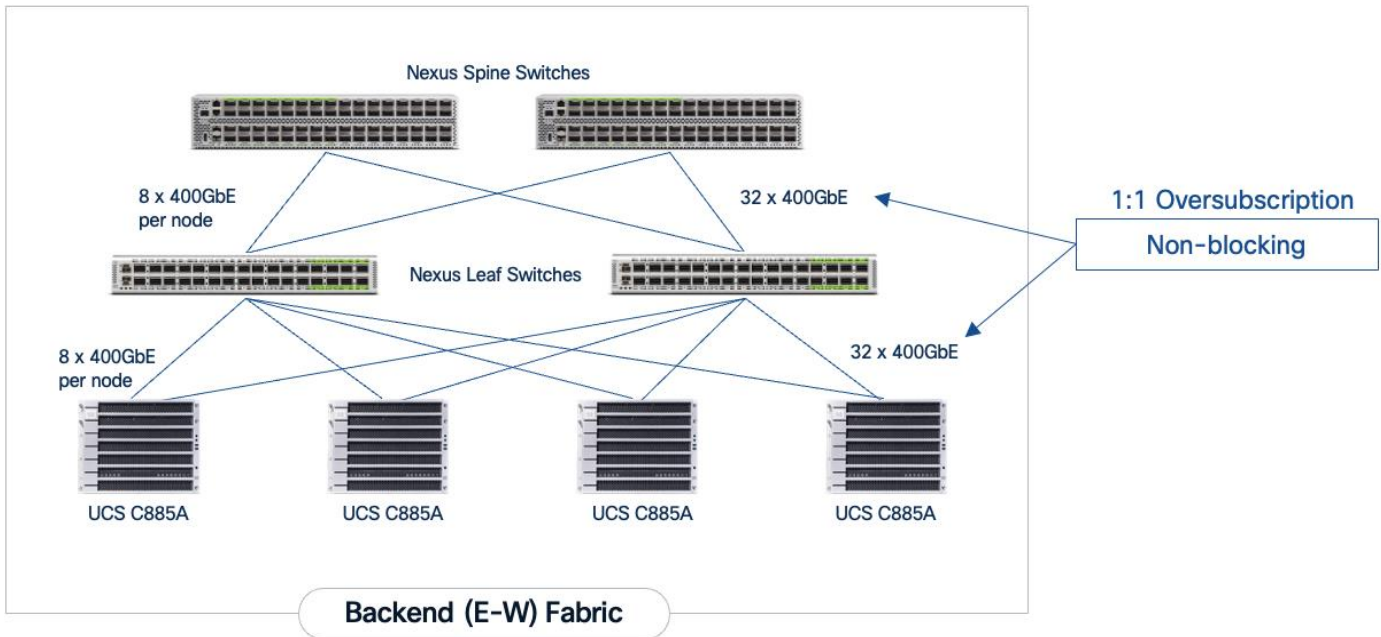 Nexus Spine Switches
8 x 400GbE
per node
32 x 400GbE
1:1 Oversubscription
Non-blocking
Nexus Leaf Switches
8 x 400GbE
per node
32 x 400GbE
UCS C885A
UCS C885A
UCS C885A
UCS C885A
Backend (E-W) Fabric